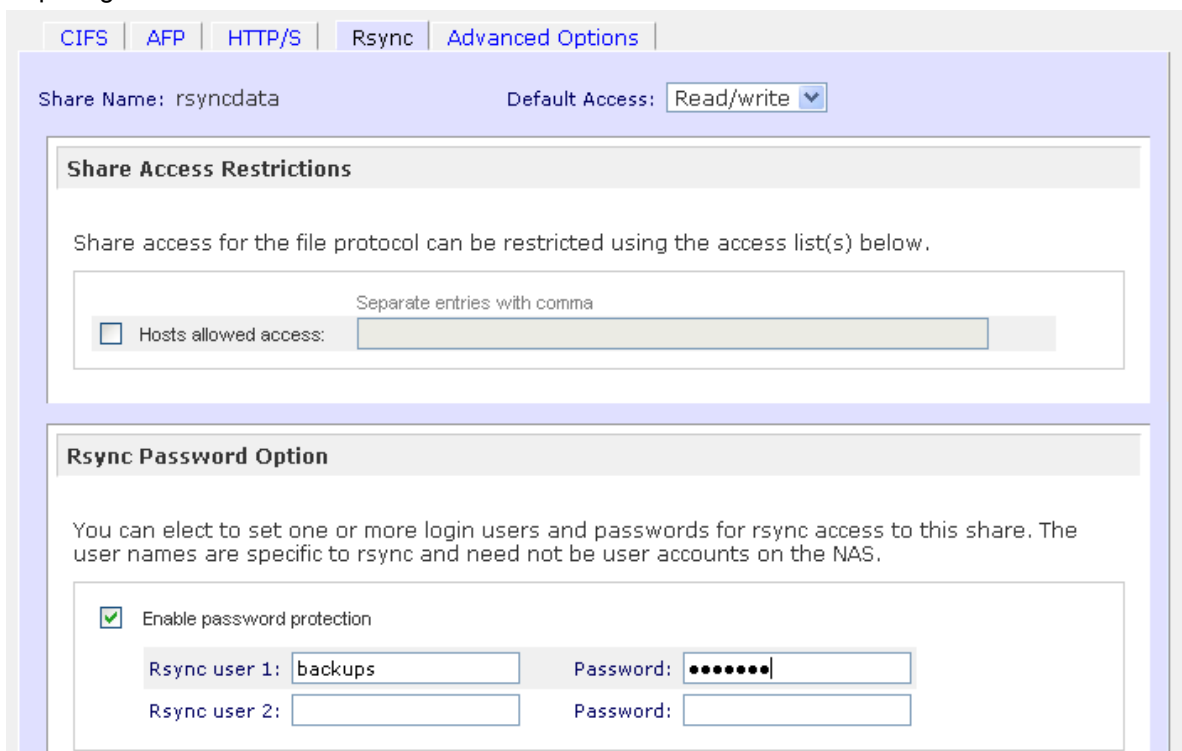 CIFS AFP HTTP/S Rsync Advanced Options
Share Name: rsyncdata Default Access: Read/write
Share Access Restrictions
Share access for the file protocol can be restricted using the access list(s) below.
Separate entries with comma
Hosts allowed access:
Rsync Password Option
You can elect to set one or more login users and passwords for rsync access to this share. The
user names are specific to rsync and need not be user accounts on the NAS.
Enable password protection
Rsync user 1: backups Password: •••••••
Rsync user 2: Password: